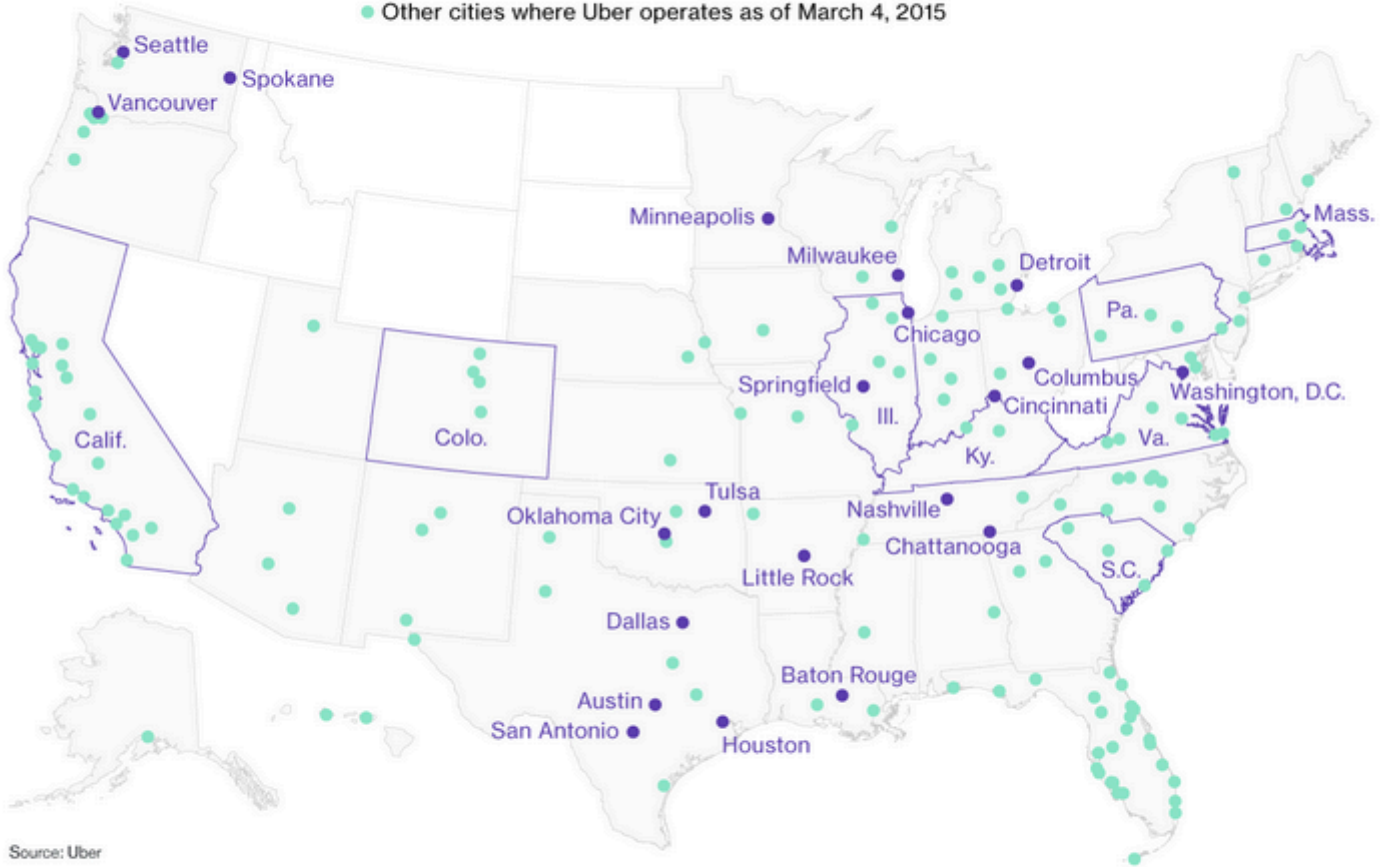 Other cities where Uber operates as of March 4, 2015
Seattle
Spokane
Vancouver
Minneapolis
Mass.
Milwaukee
Detroit
Pa.
Chicago
Columbus
Springfield
Washington, D.C.
Cincinnati
Ill.
Calif.
Colo.
Va.
Ky.
Tulsa
Nashville
Oklahoma City
Chattanooga
S.C.
Little Rock
Dallas
Baton Rouge
Austin
San Antonio
Houston
Source: Uber